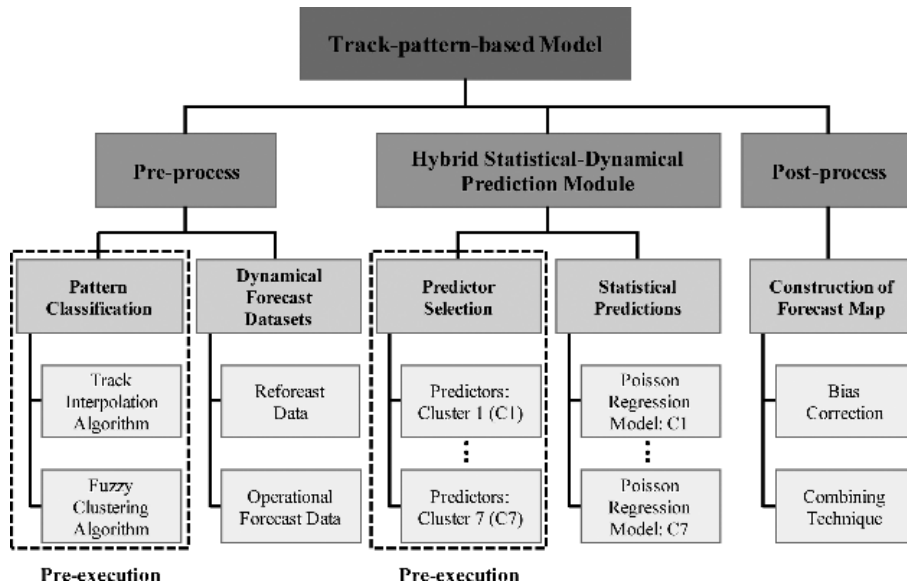 Track-pattern-based Model
Pre-process
Hybrid Statistical-Dynamical
Prediction Module
Post-process
Pattern
Classification
Track
Interpolation
Algorithm
Fuzzy
Clustering
Algorithm
Pre-execution
Dynamical
Forecast
Datasets
Reforeast
Data
Operational
Forecast Data
Predictor
Selection
Predictors:
Cluster 1 (C1)
Predictors:
Cluster 7 (C7)
Pre-execution
Statistical
Predictions
Poisson
Regression
Model: C1
Poisson
Regression
Model: C7
Construction of
Forecast Map
Bias
Correction
Combining
Technique